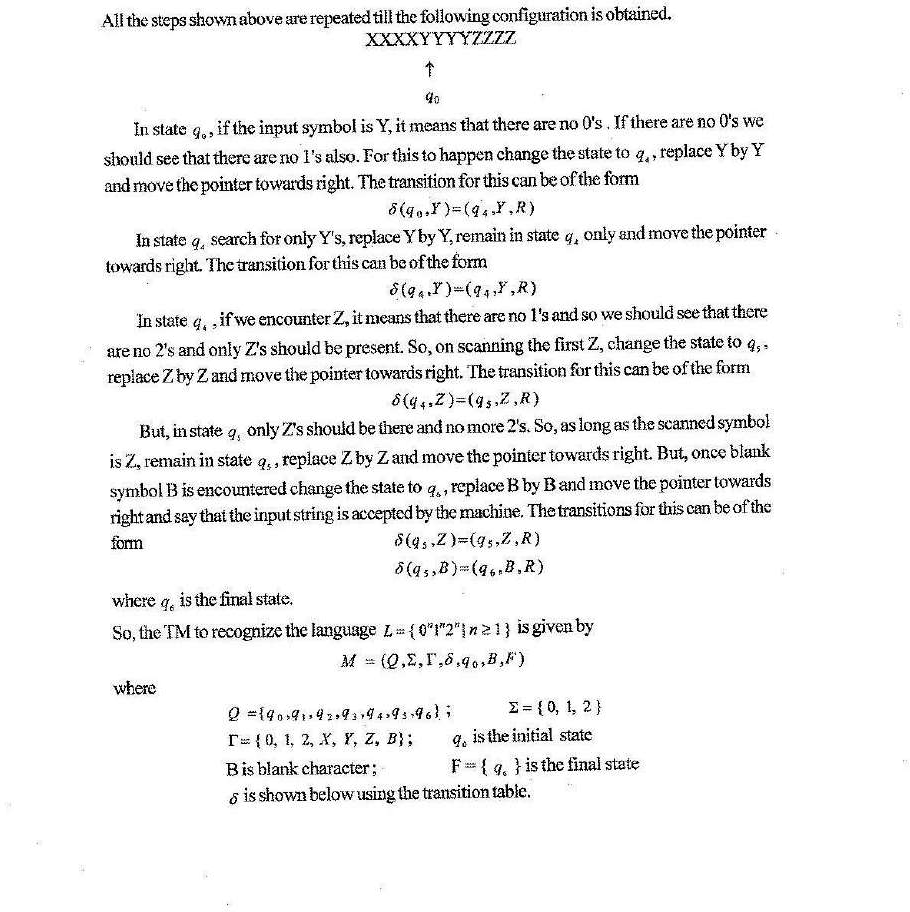 All the steps shown above are repeated till the following configuration is obtained.
XXXXYYYYZZZZ
↑
q₀
In state q₀, if the input symbol is Y, it means that there are no 0's . If there are no 0's we
should see that there are no 1's also. For this to happen change the state to q₄, replace Y by Y
and move the pointer towards right. The transition for this can be of the form
δ(q₀,Y)=(q₄,Y,R)
In state q₄ search for only Y's, replace Y by Y, remain in state q₄ only and move the pointer
towards right. The transition for this can be of the form
δ(q₄,Y)=(q₄,Y,R)
In state q₄ , if we encounter Z, it means that there are no 1's and so we should see that there
are no 2's and only Z's should be present. So, on scanning the first Z, change the state to q₅,
replace Z by Z and move the pointer towards right. The transition for this can be of the form
δ(q₄,Z)=(q₅,Z,R)
But, in state q₅ only Z's should be there and no more 2's. So, as long as the scanned symbol
is Z, remain in state q₅, replace Z by Z and move the pointer towards right. But, once blank
symbol B is encountered change the state to q₆, replace B by B and move the pointer towards
right and say that the input string is accepted by the machine. The transitions for this can be of the
form δ(q₅,Z)=(q₅,Z,R)
δ(q₅,B)=(q₆,B,R)
where q₆ is the final state.
So, the TM to recognize the language L={0ⁿ1ⁿ2ⁿ|n≥1} is given by
M = (Q,Σ,Γ,δ,q₀,B,F)
where
Q ={q₀,q₁,q₂,q₃,q₄,q₅,q₆} ; Σ = {0, 1, 2}
Γ= {0, 1, 2, X, Y, Z, B}; q₀ is the initial state
B is blank character; F = { q₆ } is the final state
δ is shown below using the transition table.